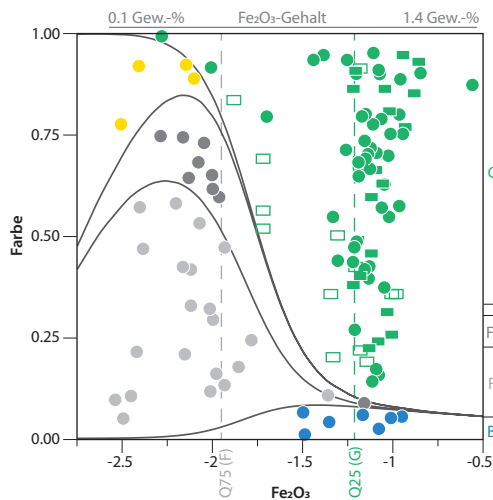 0.1 Gew.-% Fe₂O₃-Gehalt 1.4 Gew.-%
1.00
0.75
0.50
0.25
0.00
Farbe
-2.5 -2 -1.5 -1 -0.5
Q75 (F)
Q25 (G)
Fe₂O₃
F
B